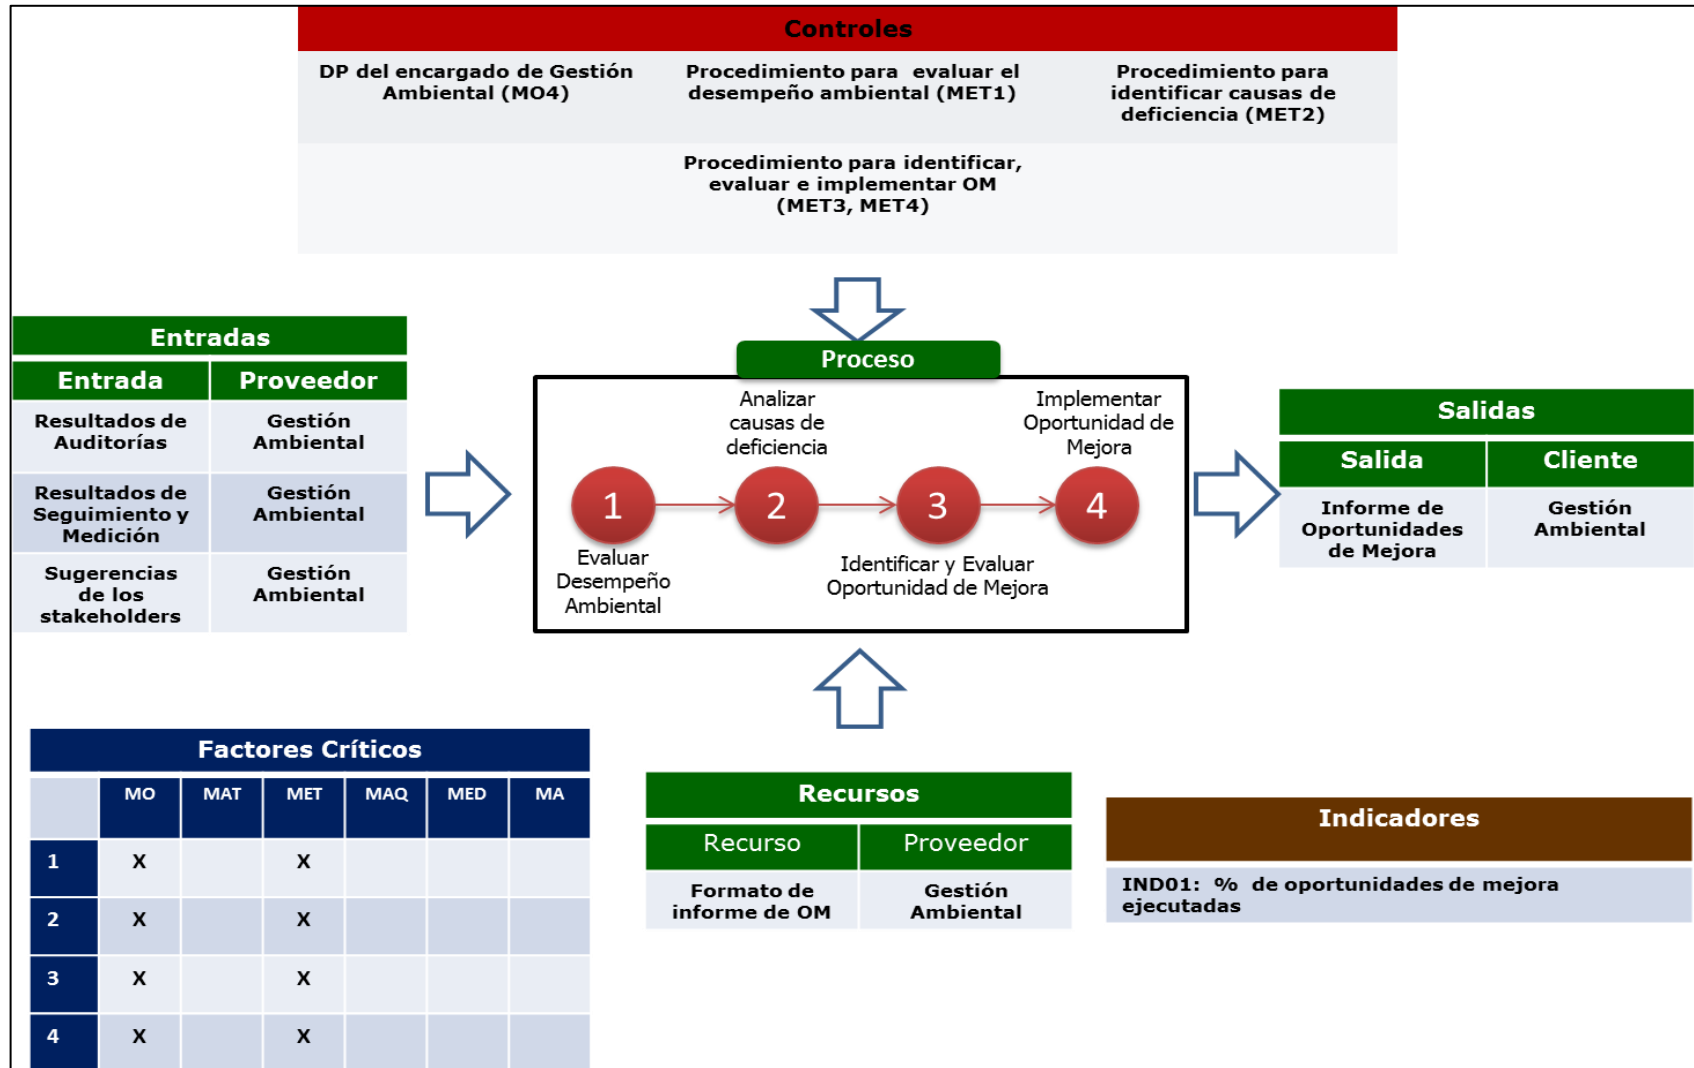 Controles
DP del encargado de Gestión
Ambiental (MO4)
Procedimiento para evaluar el
desempeño ambiental (MET1)
Procedimiento para
identificar causas de
deficiencia (MET2)
Procedimiento para identificar,
evaluar e implementar OM
(MET3, MET4)
Entradas
Entrada Proveedor
Resultados de
Auditorías
Gestión
Ambiental
Resultados de
Seguimiento y
Medición
Gestión
Ambiental
Sugerencias
de los
stakeholders
Gestión
Ambiental
Proceso
Analizar
causas de
deficiencia
Implementar
Oportunidad de
Mejora
1 2 3 4
Evaluar
Desempeño
Ambiental
Identificar y Evaluar
Oportunidad de Mejora
Salidas
Salida Cliente
Informe de
Oportunidades
de Mejora
Gestión
Ambiental
Factores Críticos
MO MAT MET MAQ MED MA
1 X X
2 X X
3 X X
4 X X
Recursos
Recurso Proveedor
Formato de
informe de OM
Gestión
Ambiental
Indicadores
IND01: % de oportunidades de mejora
ejecutadas